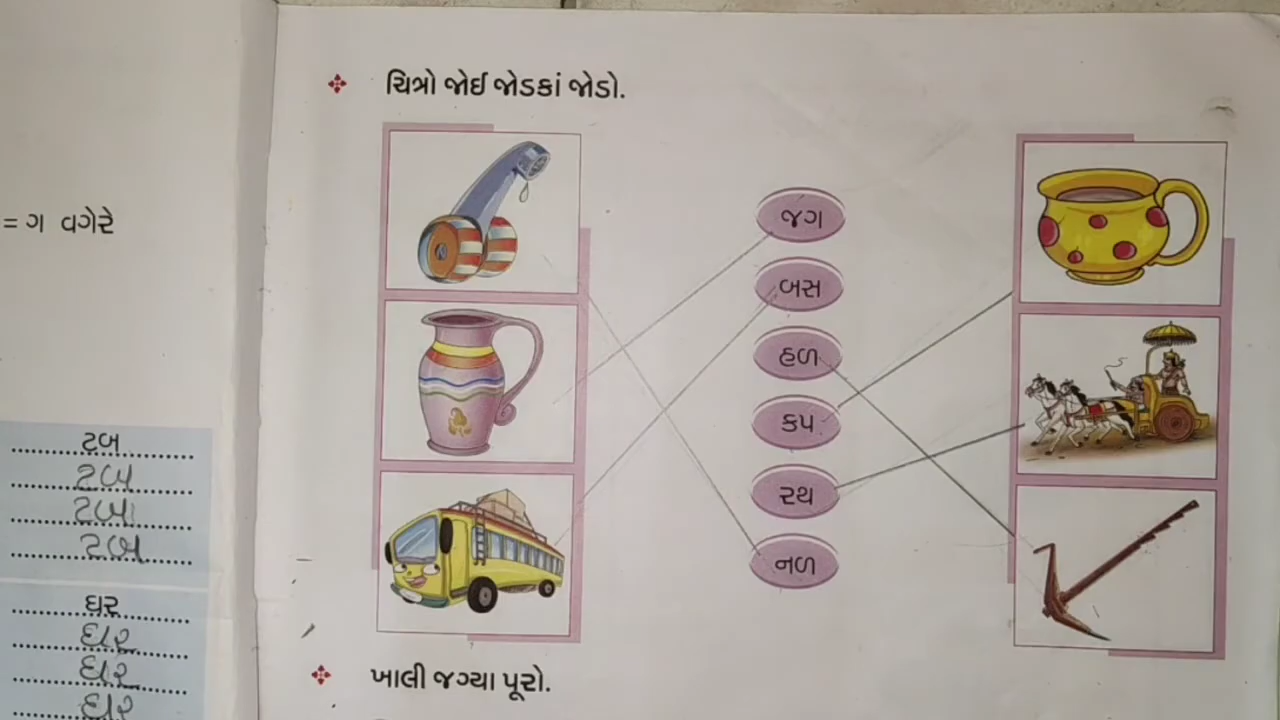 ચિત્રો જોઈ જોડકાં જોડો.
જગ
બસ
હળ
કપ
રથ
નળ
ખાલી જગ્યા પૂરો.
= ગ વગેરે
ટબ
ટબ
ટબ
ટબ
ઘર
ઘર
ઘર
ઘર